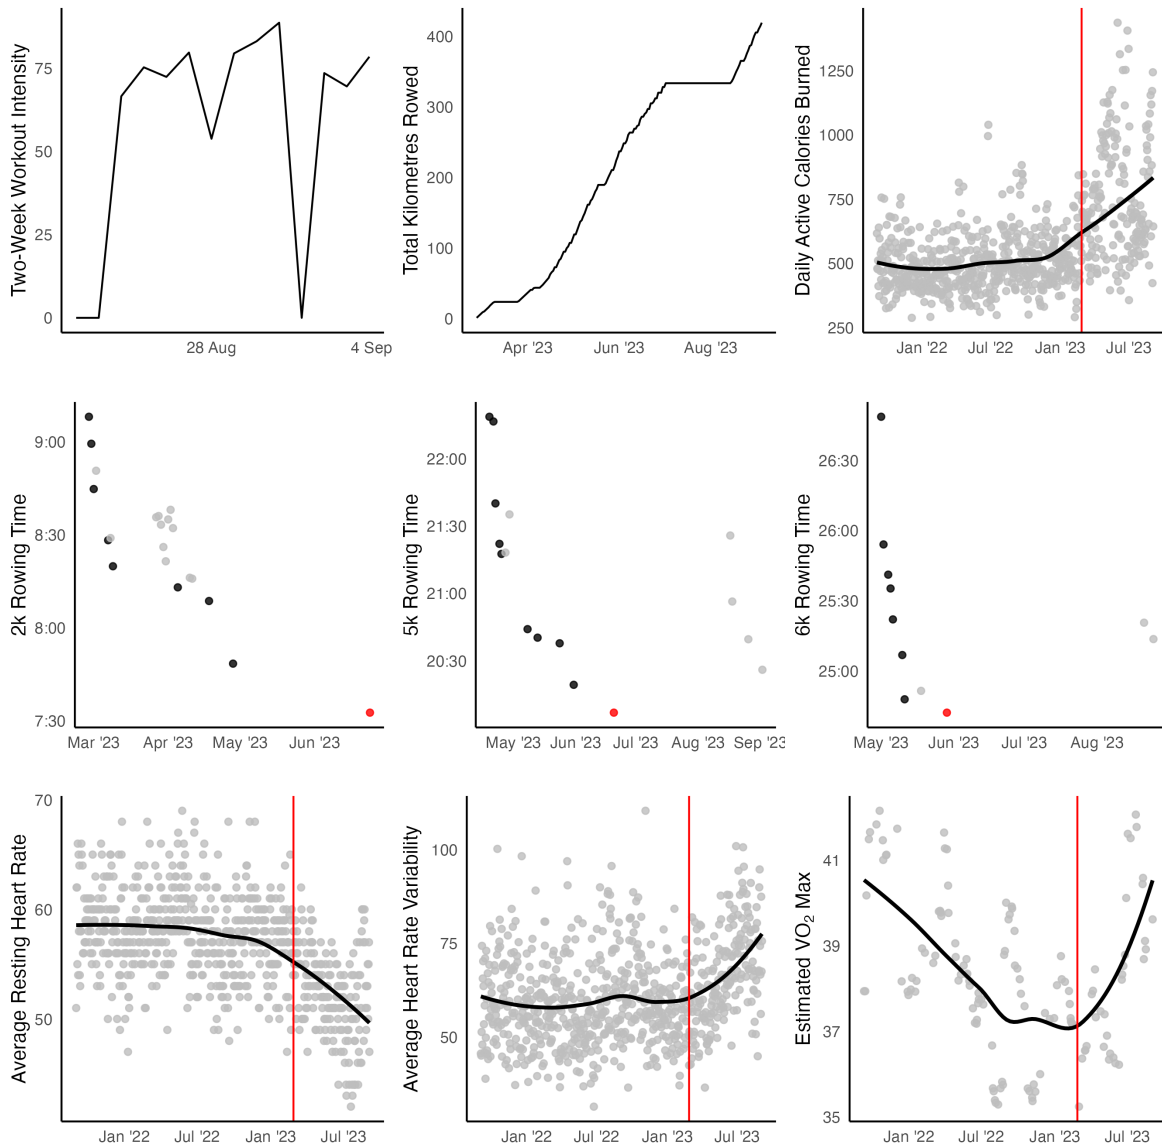 Two-Week Workout Intensity
75
50
25
0
28 Aug
4 Sep
Total Kilometres Rowed
400
300
200
100
0
Apr '23
Jun '23
Aug '23
Daily Active Calories Burned
1250
1000
750
500
250
Jan '22
Jul '22
Jan '23
Jul '23
2k Rowing Time
9:00
8:30
8:00
7:30
Mar '23
Apr '23
May '23
Jun '23
5k Rowing Time
22:00
21:30
21:00
20:30
May '23
Jun '23
Jul '23
Aug '23
Sep '23
6k Rowing Time
26:30
26:00
25:30
25:00
May '23
Jun '23
Jul '23
Aug '23
Average Resting Heart Rate
70
60
50
Jan '22
Jul '22
Jan '23
Jul '23
Average Heart Rate Variability
100
75
50
Jan '22
Jul '22
Jan '23
Jul '23
Estimated VO₂ Max
41
39
37
35
Jan '22
Jul '22
Jan '23
Jul '23